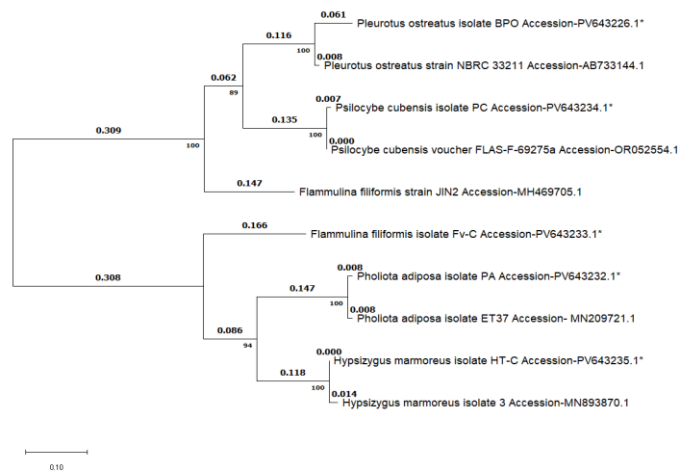 0.061
Pleurotus ostreatus isolate BPO Accession-PV643226.1*
0.116
100
0.008
Pleurotus ostreatus strain NBRC 33211 Accession-AB733144.1
0.062
89
0.007
Psilocybe cubensis isolate PC Accession-PV643234.1*
0.135
100
0.000
Psilocybe cubensis voucher FLAS-F-69275a Accession-OR052554.1
0.309
100
0.147
Flammulina filiformis strain JIN2 Accession-MH469705.1
0.166
Flammulina filiformis isolate Fv-C Accession-PV643233.1*
0.308
0.008
Pholiota adiposa isolate PA Accession-PV643232.1*
0.147
100
0.008
Pholiota adiposa isolate ET37 Accession- MN209721.1
0.086
94
0.000
Hypsizygus marmoreus isolate HT-C Accession-PV643235.1*
0.118
100
0.014
Hypsizygus marmoreus isolate 3 Accession-MN893870.1
0.10